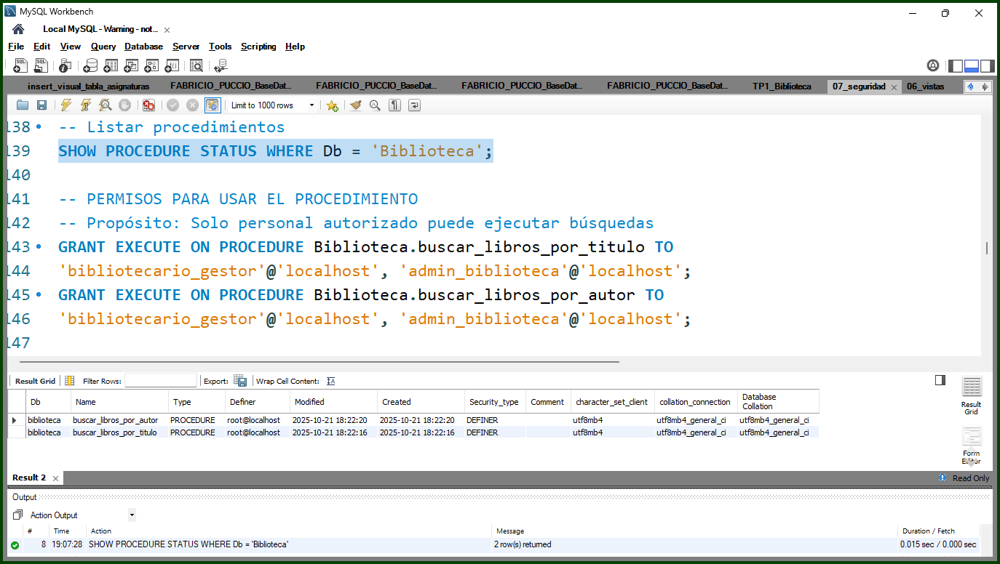 MySQL Workbench
Local MySQL - Warning - not...
File Edit View Query Database Server Tools Scripting Help
insert_visual_tabla_asignaturas FABRICIO_PUCCIO_BaseDat... FABRICIO_PUCCIO_BaseDat... FABRICIO_PUCCIO_BaseDat... FABRICIO_PUCCIO_BaseDat... TP1_Biblioteca 07_seguridad 06_vistas
Limit to 1000 rows
138 -- Listar procedimientos
139 SHOW PROCEDURE STATUS WHERE Db = 'Biblioteca';
140
141 -- PERMISOS PARA USAR EL PROCEDIMIENTO
142 -- Propósito: Solo personal autorizado puede ejecutar búsquedas
143 GRANT EXECUTE ON PROCEDURE Biblioteca.buscar_libros_por_titulo TO
144 'bibliotecario_gestor'@'localhost', 'admin_biblioteca'@'localhost';
145 GRANT EXECUTE ON PROCEDURE Biblioteca.buscar_libros_por_autor TO
146 'bibliotecario_gestor'@'localhost', 'admin_biblioteca'@'localhost';
147
Result Grid Filter Rows: Export: Wrap Cell Content:
Db Name Type Definer Modified Created Security_type Comment character_set_client collation_connection Database Collation
biblioteca buscar_libros_por_autor PROCEDURE root@localhost 2025-10-21 18:22:20 2025-10-21 18:22:20 DEFINER utf8mb4 utf8mb4_general_ci utf8mb4_general_ci
biblioteca buscar_libros_por_titulo PROCEDURE root@localhost 2025-10-21 18:22:16 2025-10-21 18:22:16 DEFINER utf8mb4 utf8mb4_general_ci utf8mb4_general_ci
Result
Grid
Form
Editor
Result 2 Read Only
Output
Action Output
# Time Action Message Duration / Fetch
8 19:07:28 SHOW PROCEDURE STATUS WHERE Db = 'Biblioteca' 2 row(s) returned 0.015 sec / 0.000 sec